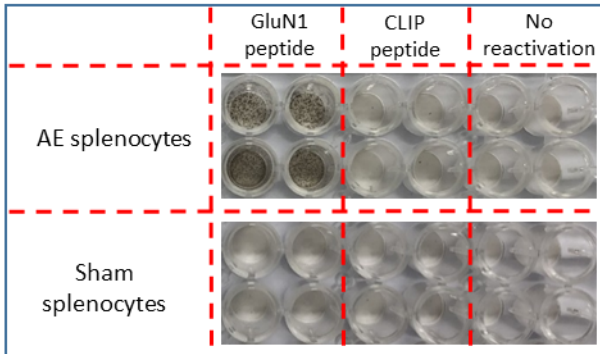 GluN1
peptide
CLIP
peptide
No
reactivation
AE splenocytes
Sham
splenocytes